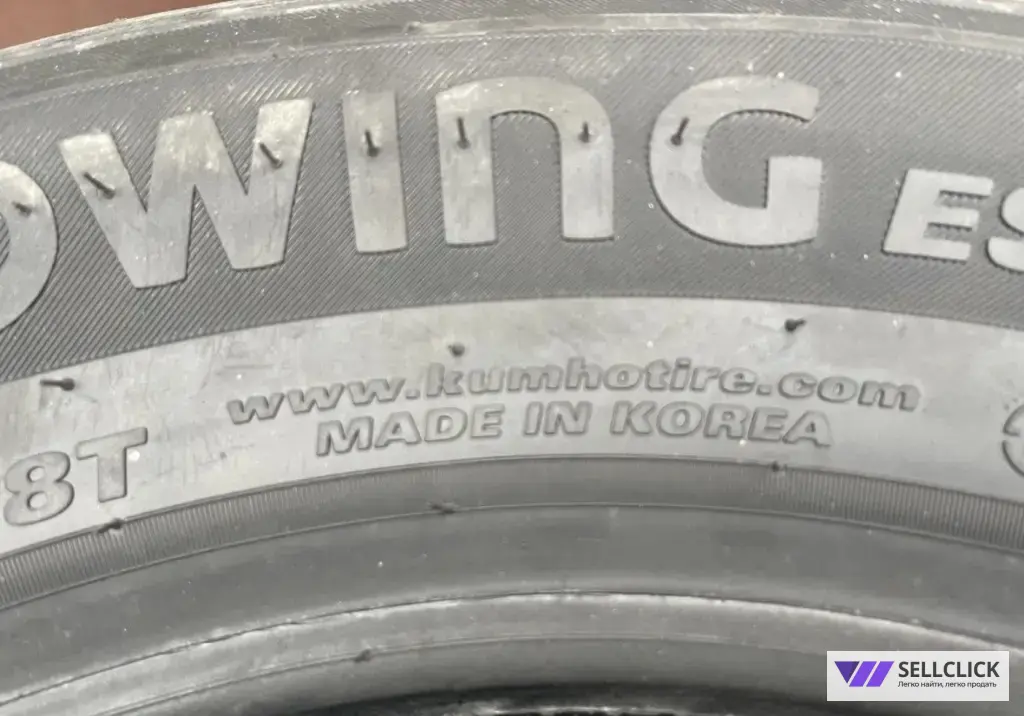 OWING ES
www.kumhotire.com
MADE IN KOREA
8T
SELLCLICK
Легко найти, легко продать